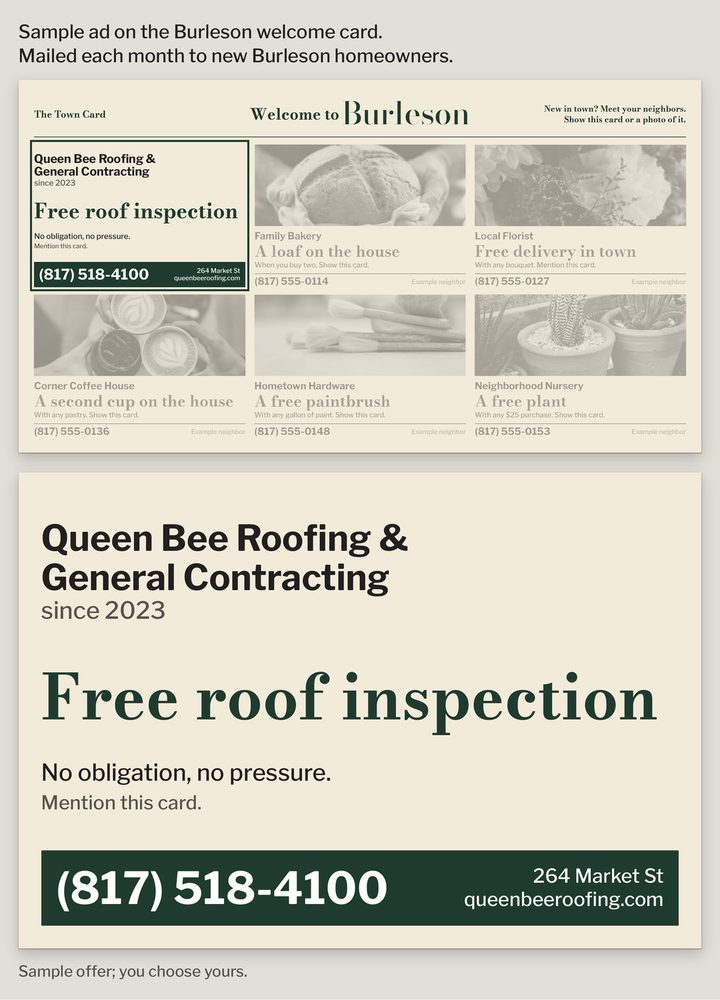 Sample ad on the Burleson welcome card.
Mailed each month to new Burleson homeowners.
The Town Card
Welcome to Burleson
New in town? Meet your neighbors.
Show this card or a photo of it.
Queen Bee Roofing &
General Contracting
since 2023
Free roof inspection
No obligation, no pressure.
Mention this card.
(817) 518-4100
264 Market St
queenbeeroofing.com
Family Bakery
A loaf on the house
When you buy two. Show this card.
(817) 555-0114
Example neighbor
Local Florist
Free delivery in town
With any bouquet. Mention this card.
(817) 555-0127
Example neighbor
Corner Coffee House
A second cup on the house
With any pastry. Show this card.
(817) 555-0136
Example neighbor
Hometown Hardware
A free paintbrush
With any gallon of paint. Show this card.
(817) 555-0148
Example neighbor
Neighborhood Nursery
A free plant
With any $25 purchase. Show this card.
(817) 555-0153
Example neighbor
Queen Bee Roofing &
General Contracting
since 2023
Free roof inspection
No obligation, no pressure.
Mention this card.
(817) 518-4100
264 Market St
queenbeeroofing.com
Sample offer; you choose yours.